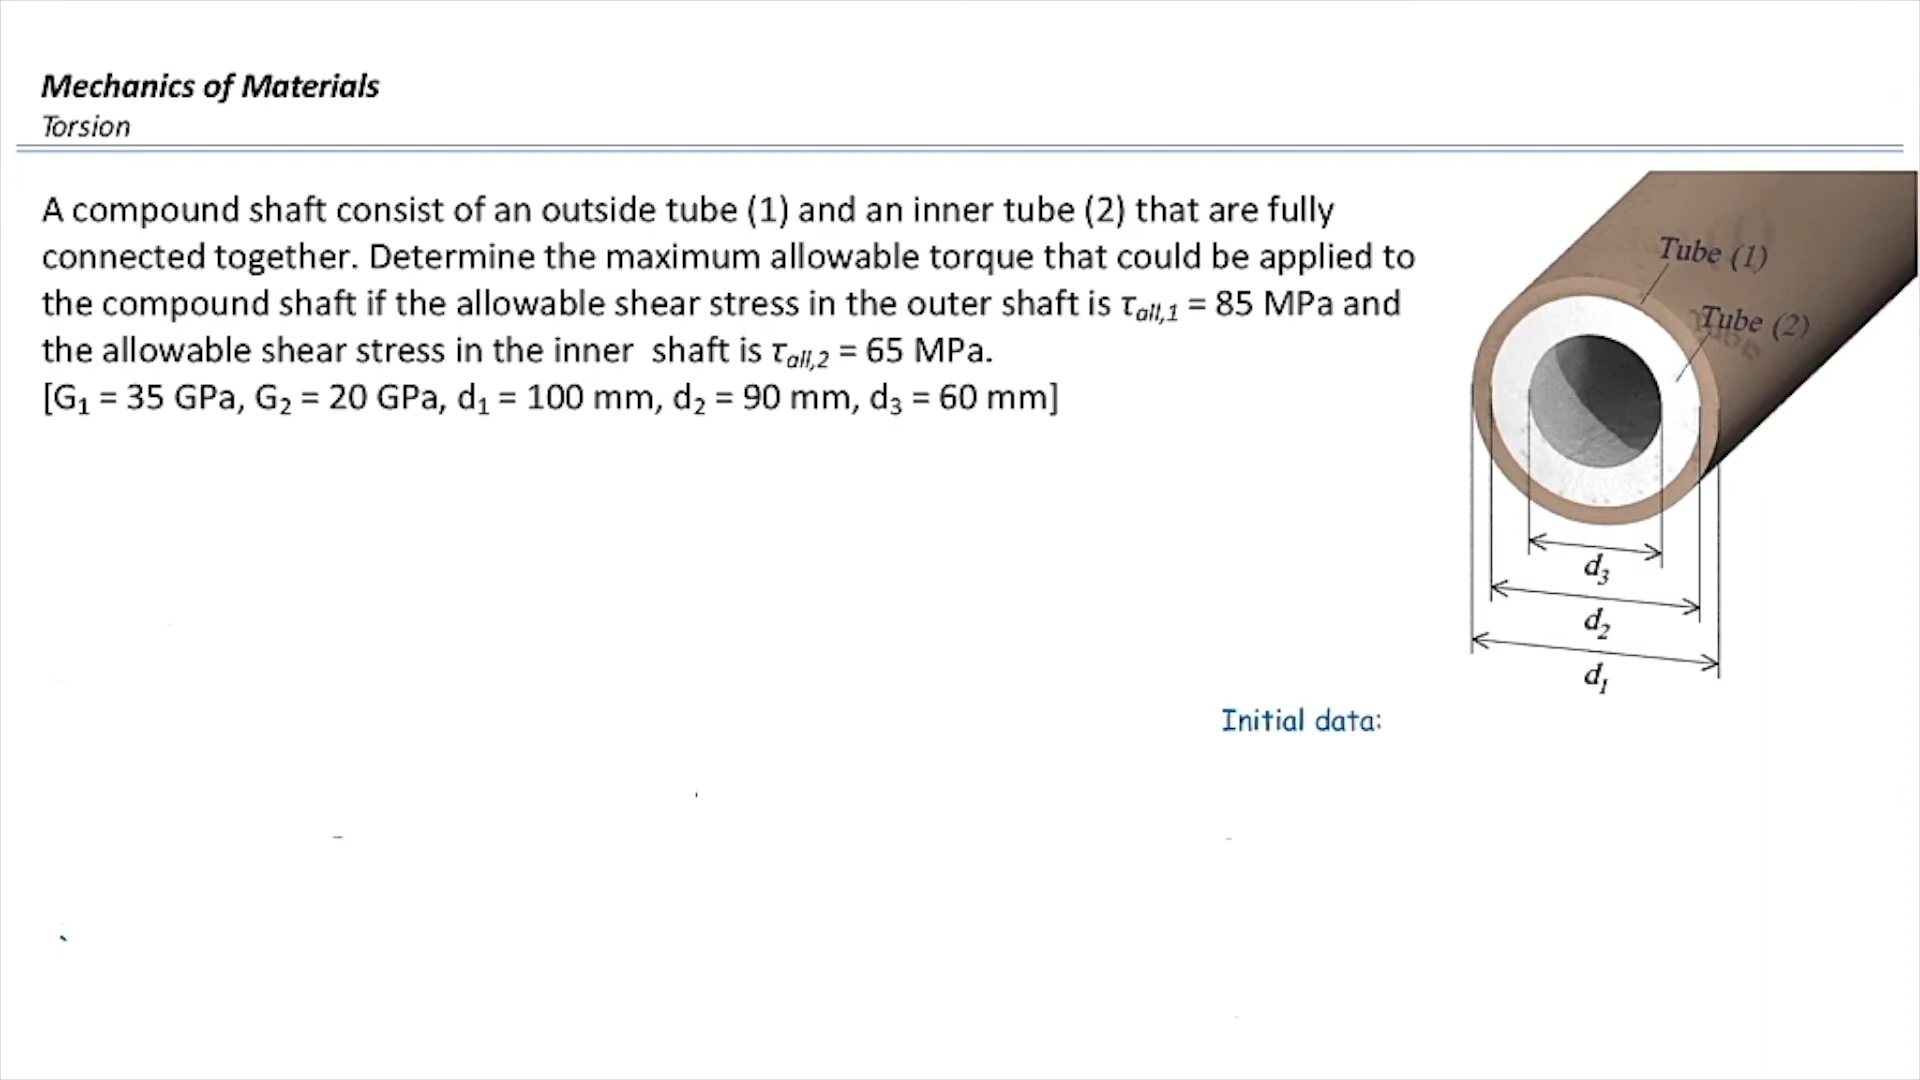 Mechanics of Materials
Torsion
A compound shaft consist of an outside tube (1) and an inner tube (2) that are fully
connected together. Determine the maximum allowable torque that could be applied to
the compound shaft if the allowable shear stress in the outer shaft is τall,1 = 85 MPa and
the allowable shear stress in the inner shaft is τall,2 = 65 MPa.
[G₁ = 35 GPa, G₂ = 20 GPa, d₁ = 100 mm, d₂ = 90 mm, d₃ = 60 mm]
Tube (1)
Tube (2)
d₃
d₂
d₁
Initial data: